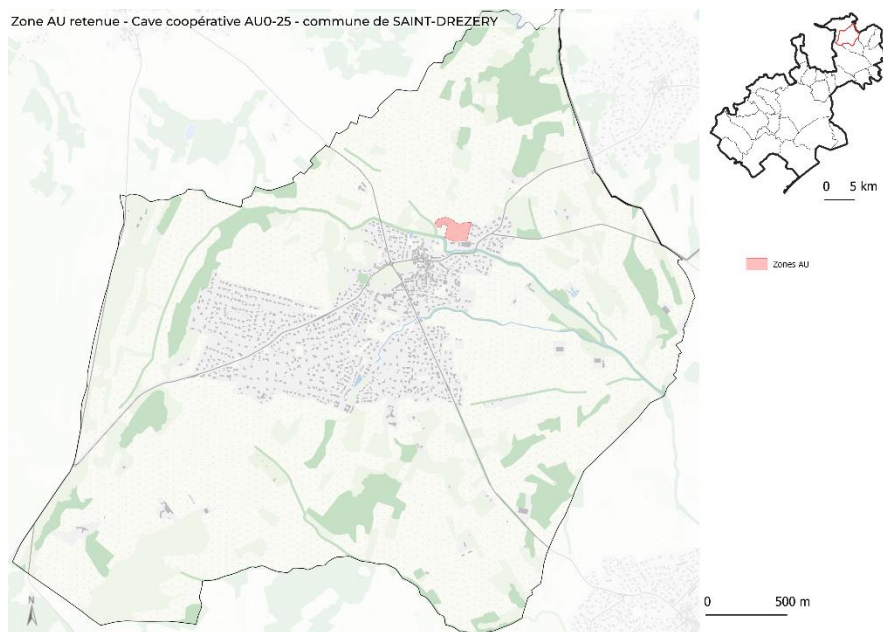 Zone AU retenue - Cave coopérative AU0-25 - commune de SAINT-DREZERY
0 5 km
Zones AU
N
0 500 m